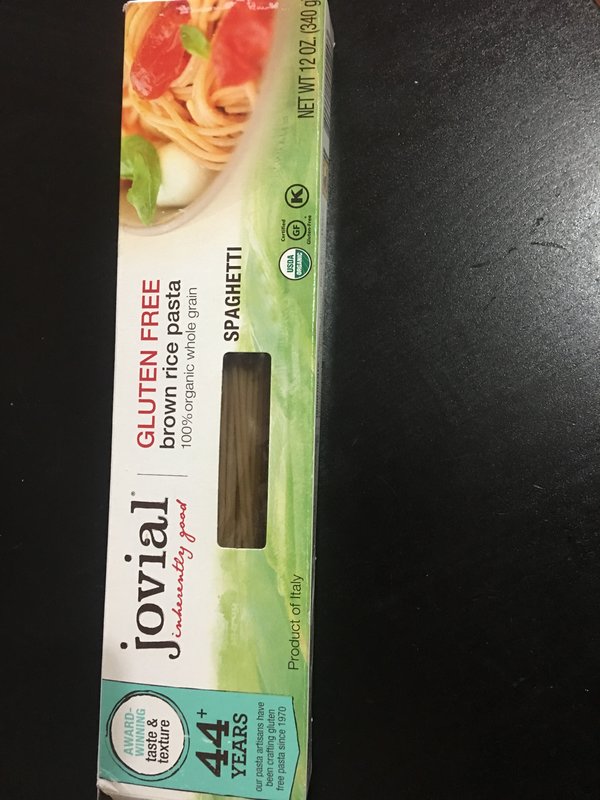 AWARD-
WINNING
taste &
texture
44+
YEARS
our pasta artisans have
been crafting gluten
free pasta since 1970
jovial®
inherently good
GLUTEN FREE
brown rice pasta
100% organic whole grain
SPAGHETTI
Product of Italy
USDA
ORGANIC
Certified
GF
Gluten-Free
K
NET WT 12 OZ. (340 g